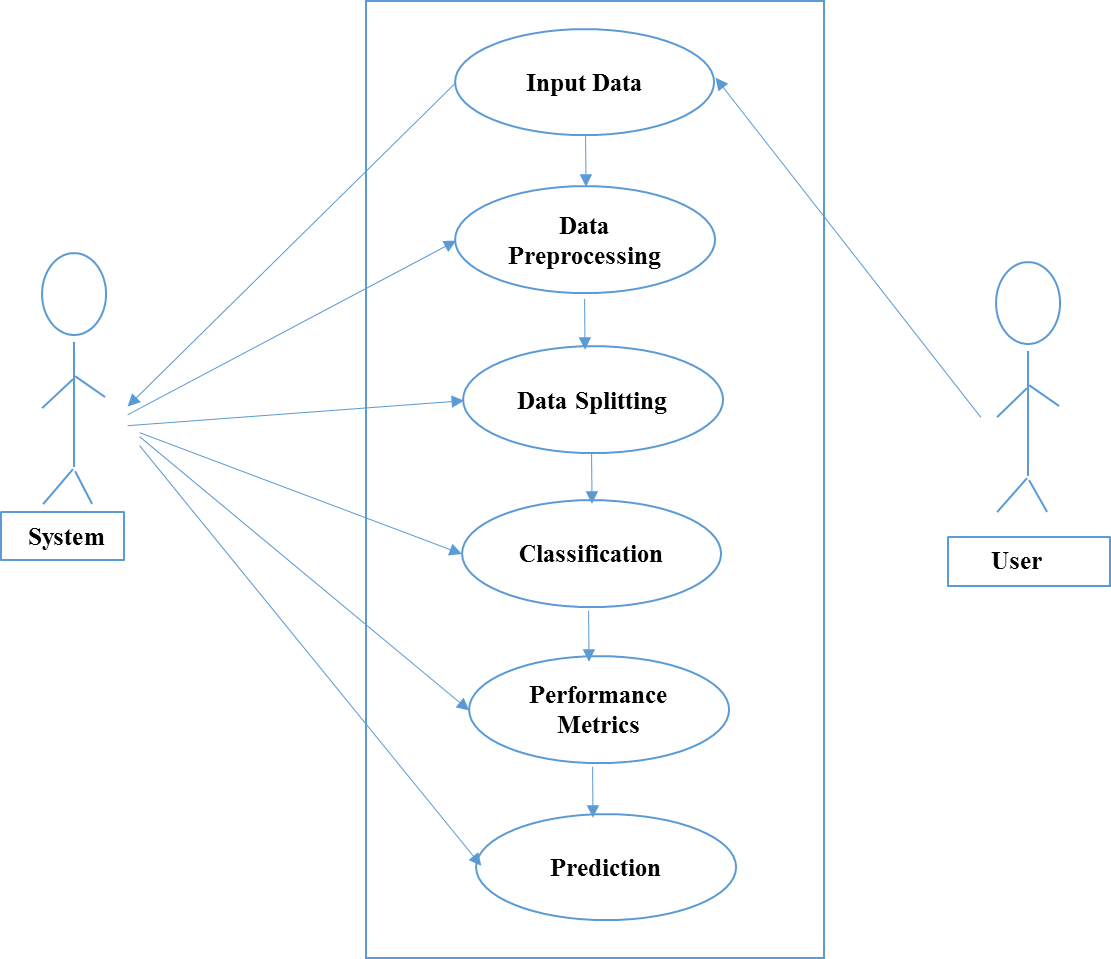 Input Data
Data
Preprocessing
Data Splitting
Classification
Performance
Metrics
Prediction
System
User